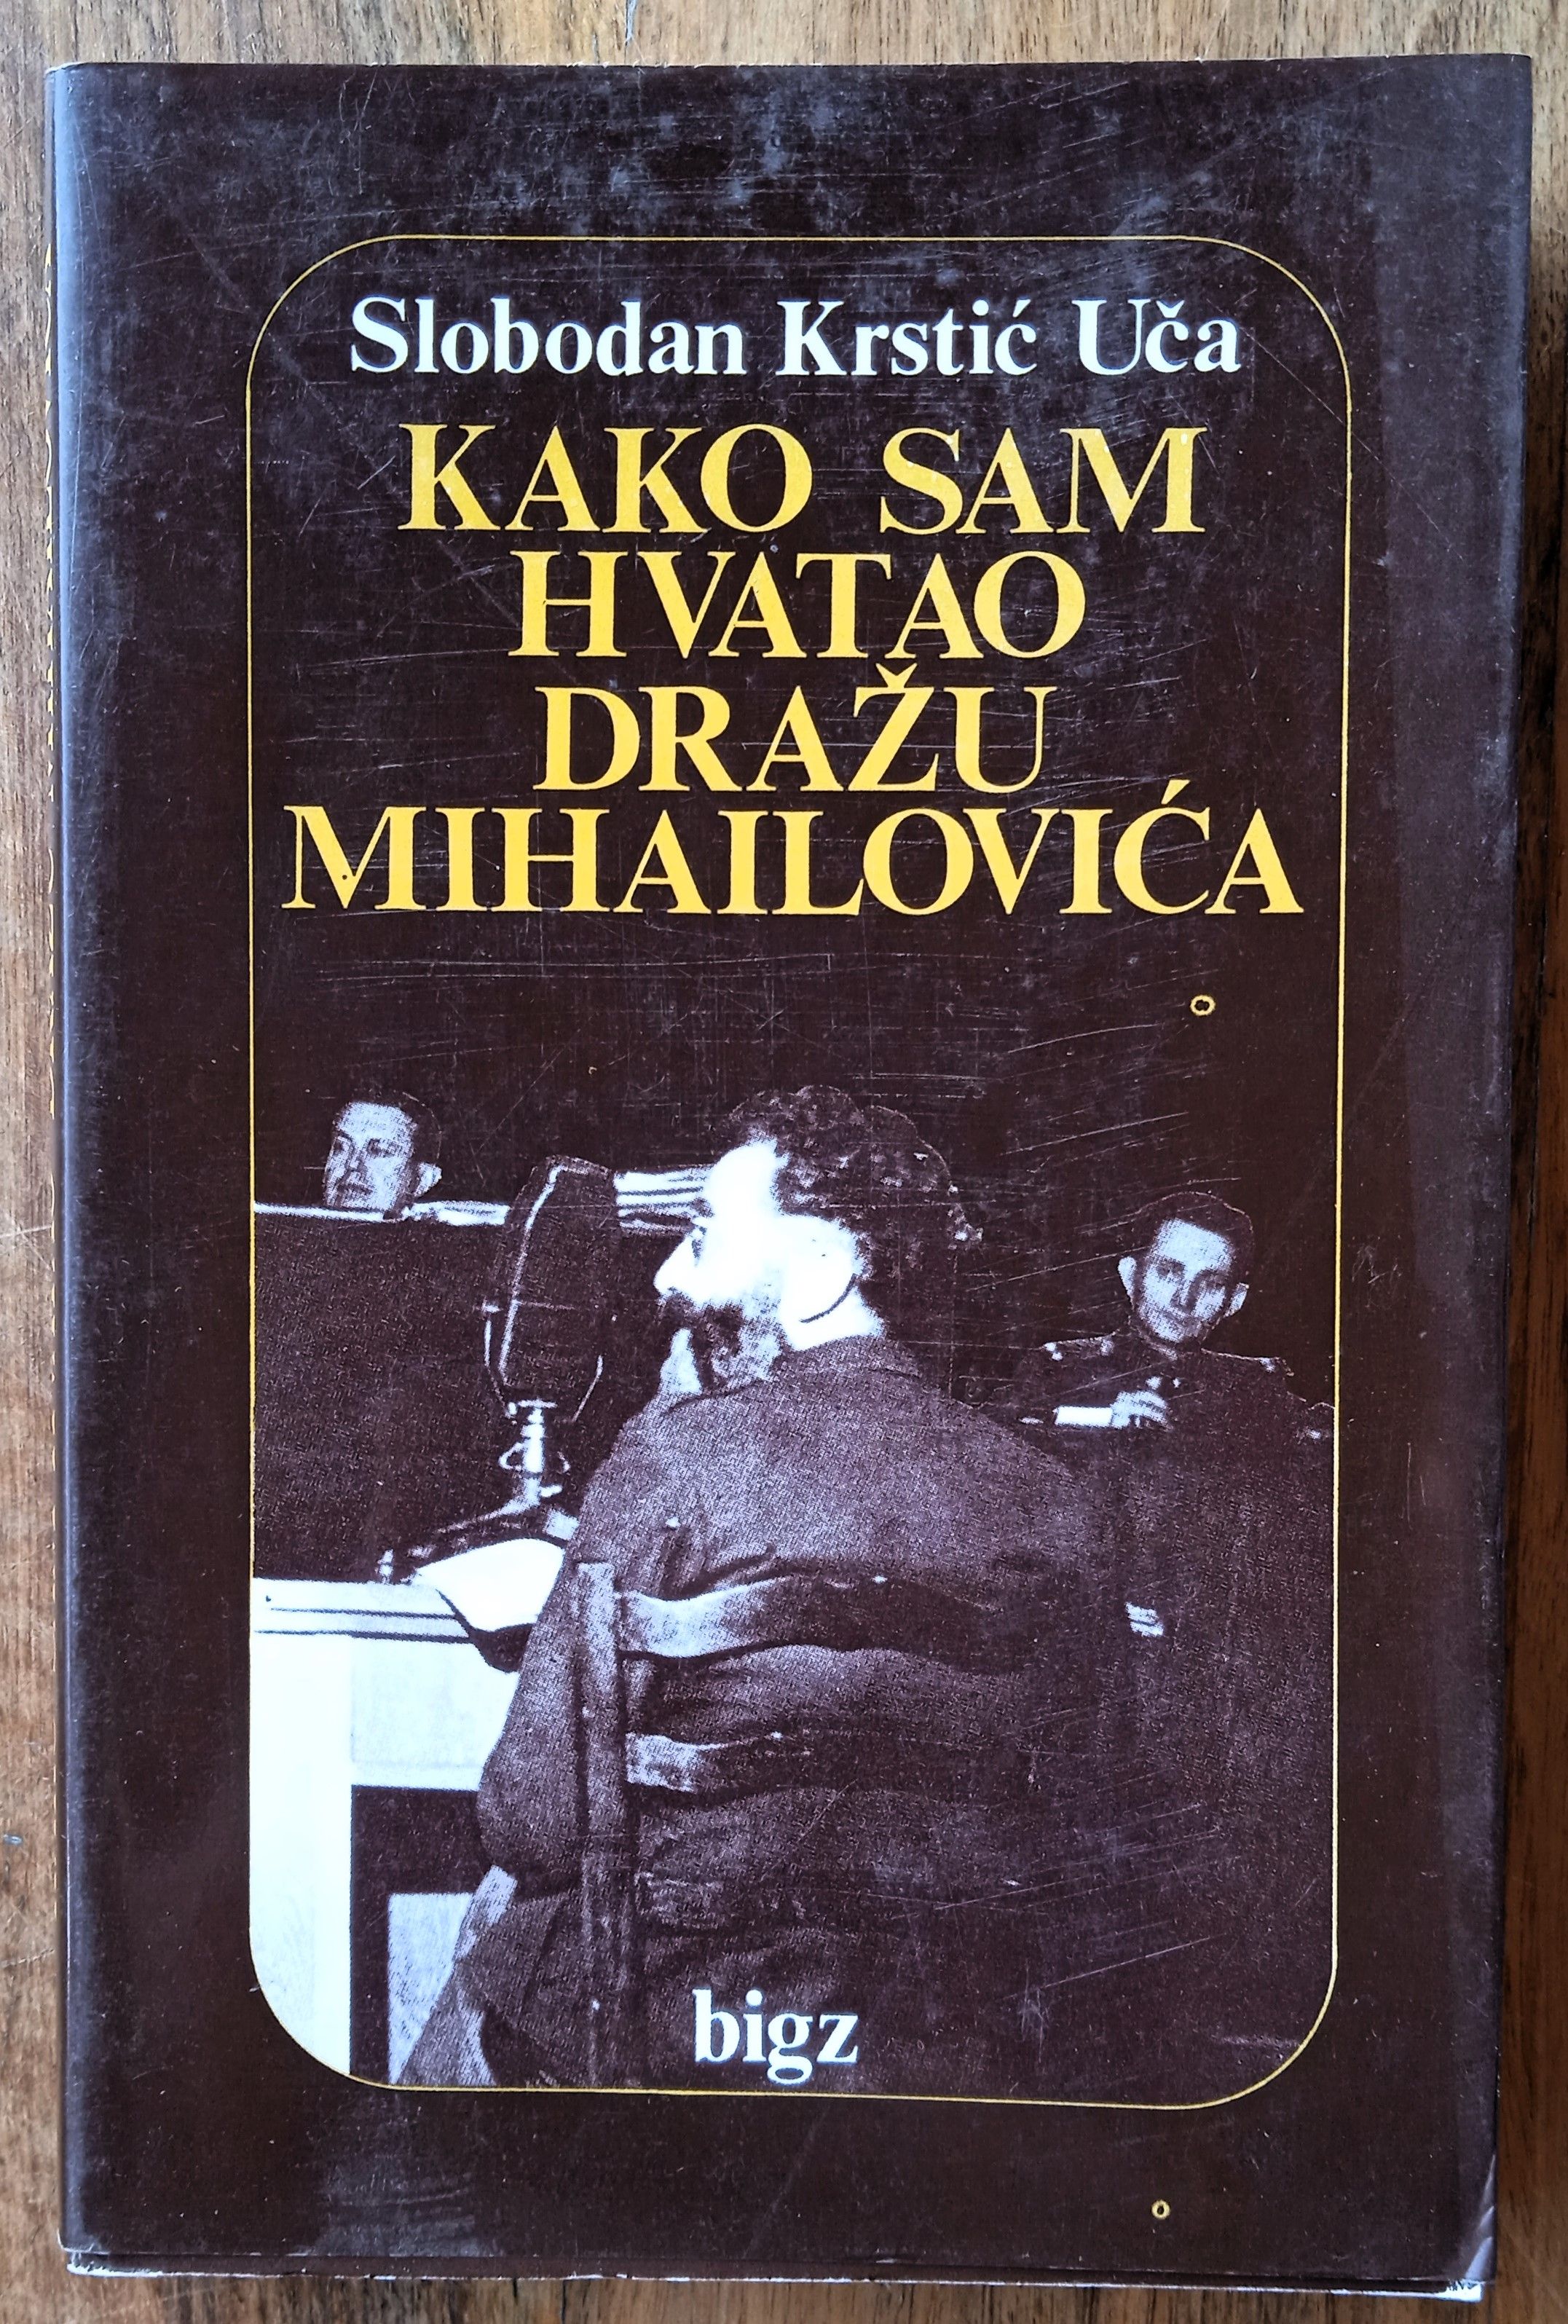 Slobodan Krstić Uča
KAKO SAM
HVATAO
DRAŽU
MIHAILOVIĆA
bigz